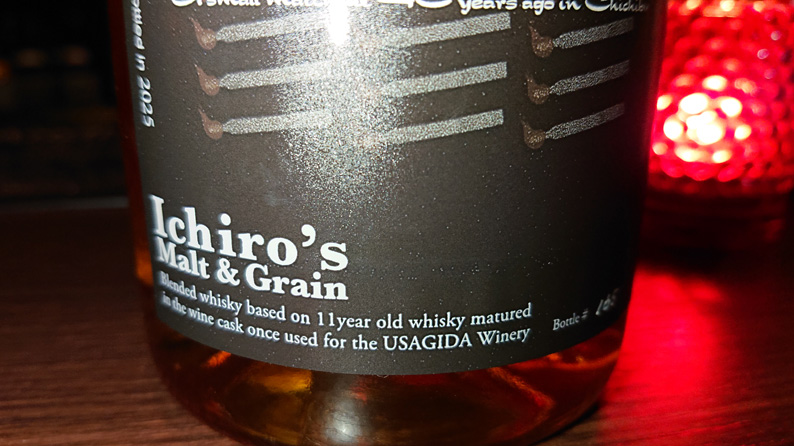 years ago in Chichibu
in 2025
Ichiro's
Malt & Grain
Blended whisky based on 11year old whisky matured
in the wine cask once used for the USAGIDA Winery
Bottle #